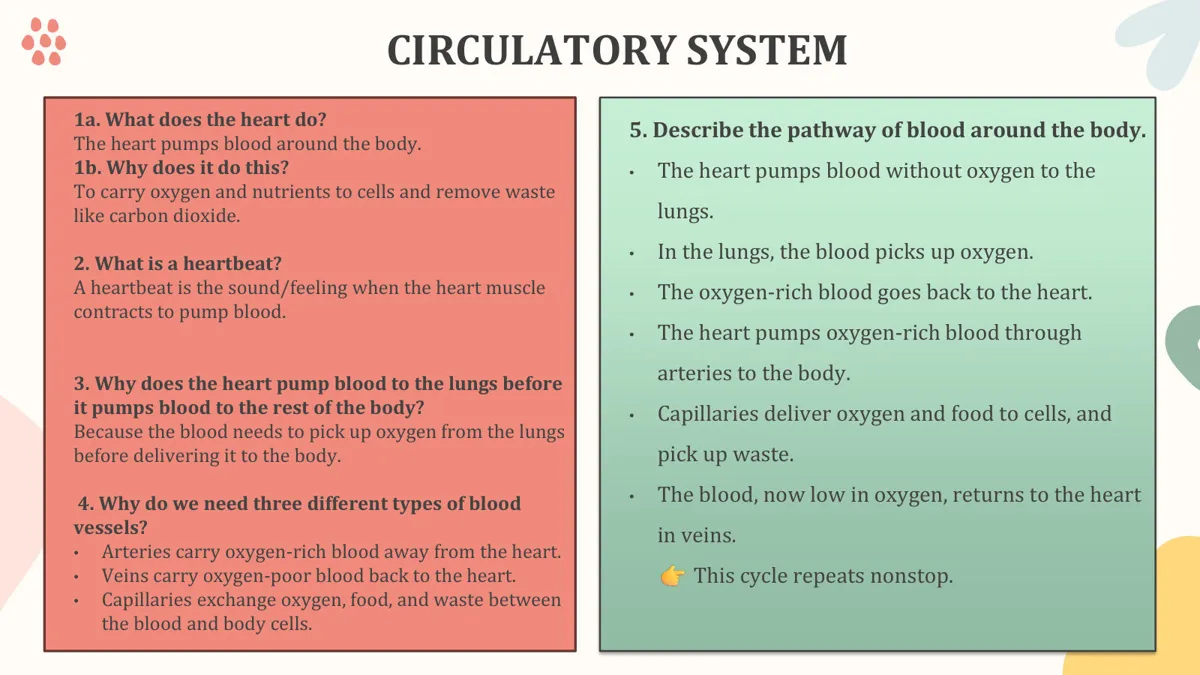 CIRCULATORY SYSTEM
1a. What does the heart do?
The heart pumps blood around the body.
1b. Why does it do this?
To carry oxygen and nutrients to cells and remove waste
like carbon dioxide.
2. What is a heartbeat?
A heartbeat is the sound/feeling when the heart muscle
contracts to pump blood.
3. Why does the heart pump blood to the lungs before
it pumps blood to the rest of the body?
Because the blood needs to pick up oxygen from the lungs
before delivering it to the body.
4. Why do we need three different types of blood
vessels?
• Arteries carry oxygen-rich blood away from the heart.
• Veins carry oxygen-poor blood back to the heart.
• Capillaries exchange oxygen, food, and waste between
the blood and body cells.
5. Describe the pathway of blood around the body.
• The heart pumps blood without oxygen to the
lungs.
• In the lungs, the blood picks up oxygen.
• The oxygen-rich blood goes back to the heart.
• The heart pumps oxygen-rich blood through
arteries to the body.
• Capillaries deliver oxygen and food to cells, and
pick up waste.
• The blood, now low in oxygen, returns to the heart
in veins.
👉 This cycle repeats nonstop.